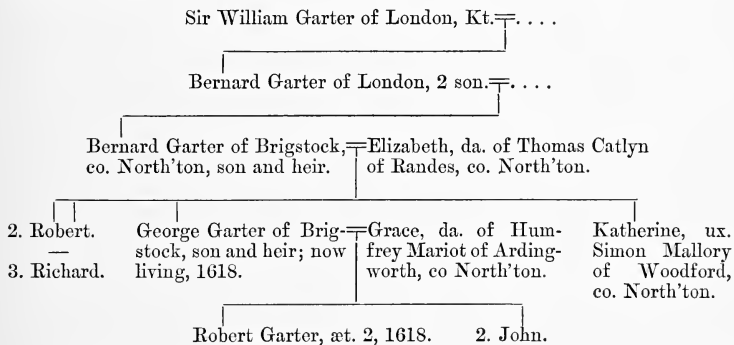 Sir William Garter of London, Kt.=. . . .
Bernard Garter of London, 2 son.=. . . .
Bernard Garter of Brigstock,=Elizabeth, da. of Thomas Catlyn
co. North'ton, son and heir. of Randes, co. North'ton.
2. Robert.
—
3. Richard.
George Garter of Brig-=Grace, da. of Hum-
stock, son and heir; now frey Mariot of Arding-
living, 1618. worth, co North'ton.
Katherine, ux.
Simon Mallory
of Woodford,
co. North'ton.
Robert Garter, æt. 2, 1618. 2. John.